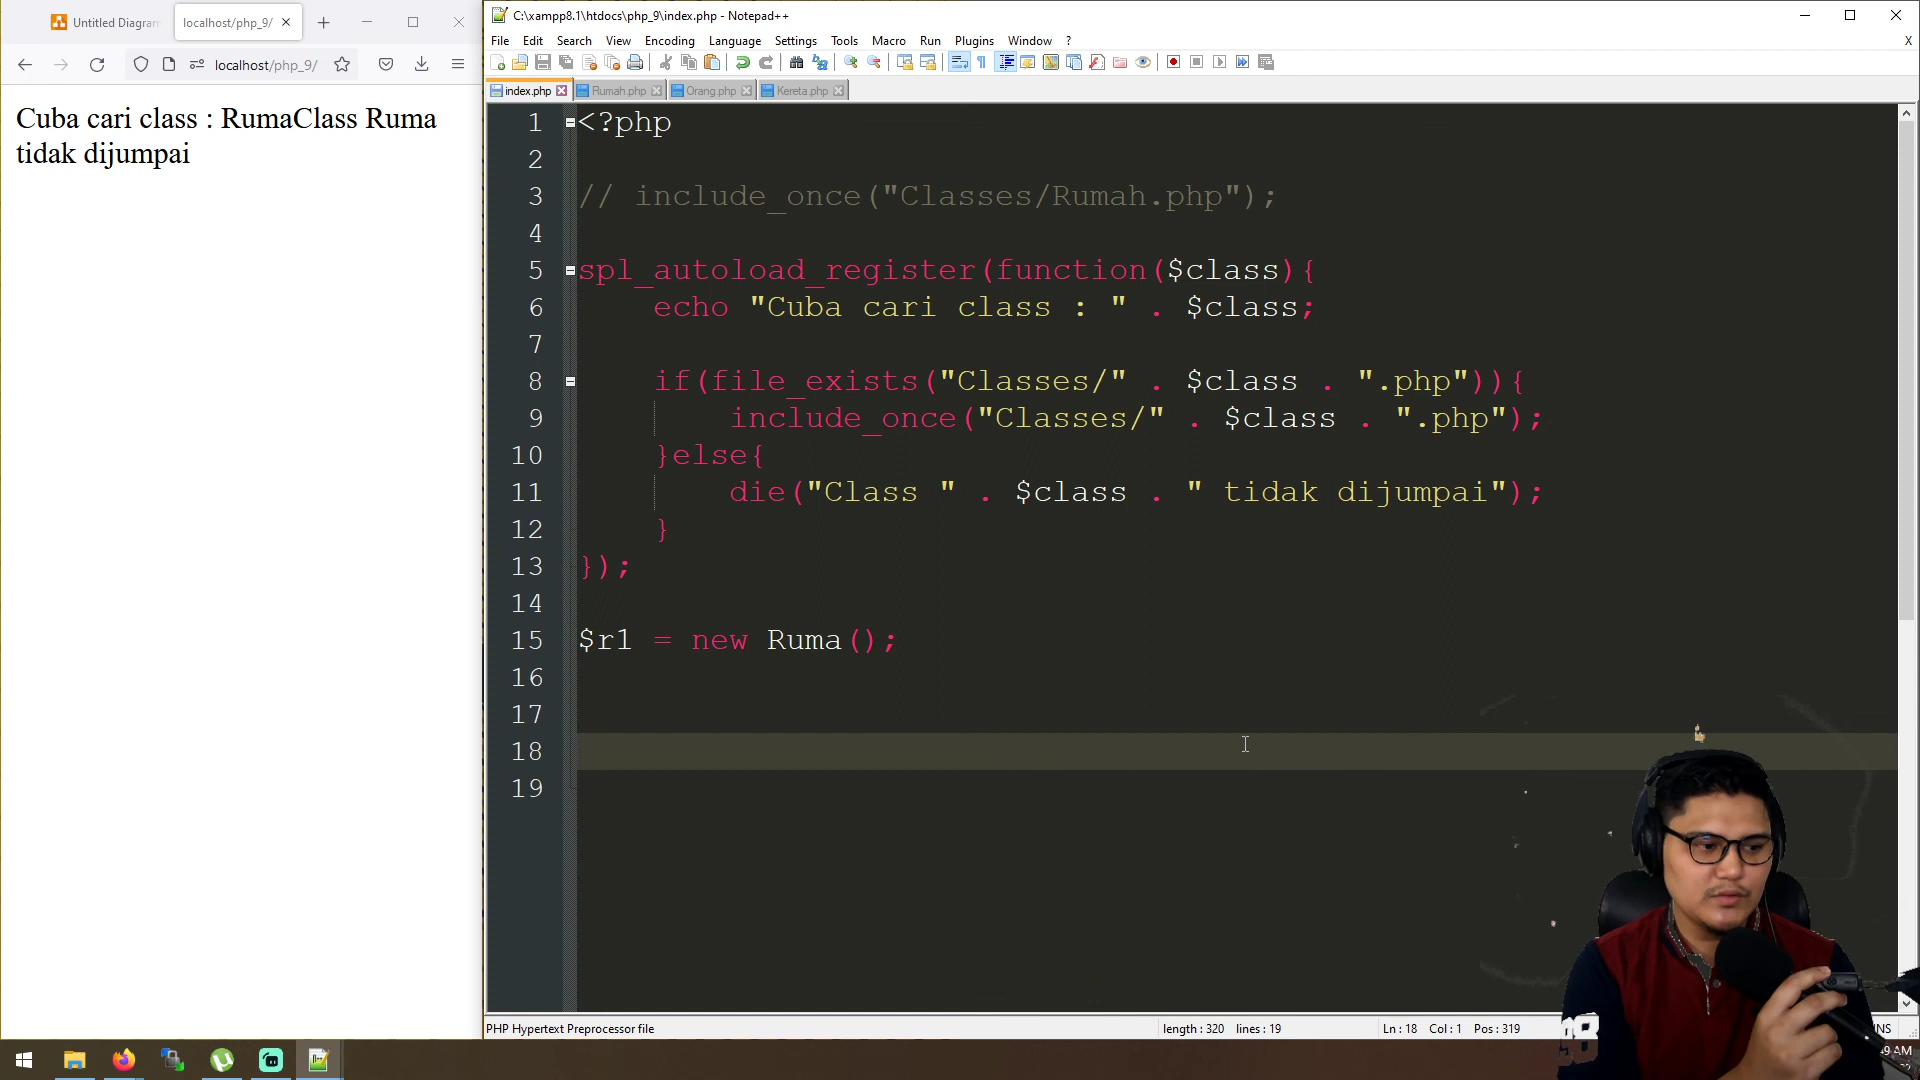 Untitled Diagram
localhost/php_9/
localhost/php_9/
Cuba cari class : RumaClass Ruma
tidak dijumpai
C:\xampp8.1\htdocs\php_9\index.php - Notepad++
File Edit Search View Encoding Language Settings Tools Macro Run Plugins Window ?
X
index.php Rumah.php Orang.php Kereta.php
1 <?php
2
3 // include_once("Classes/Rumah.php");
4
5 spl_autoload_register(function($class){
6 echo "Cuba cari class : " . $class;
7
8 if(file_exists("Classes/" . $class . ".php")){
9 include_once("Classes/" . $class . ".php");
10 }else{
11 die("Class " . $class . " tidak dijumpai");
12 }
13 });
14
15 $r1 = new Ruma();
16
17
18
19
PHP Hypertext Preprocessor file
length : 320 lines : 19
Ln : 18 Col : 1 Pos : 319